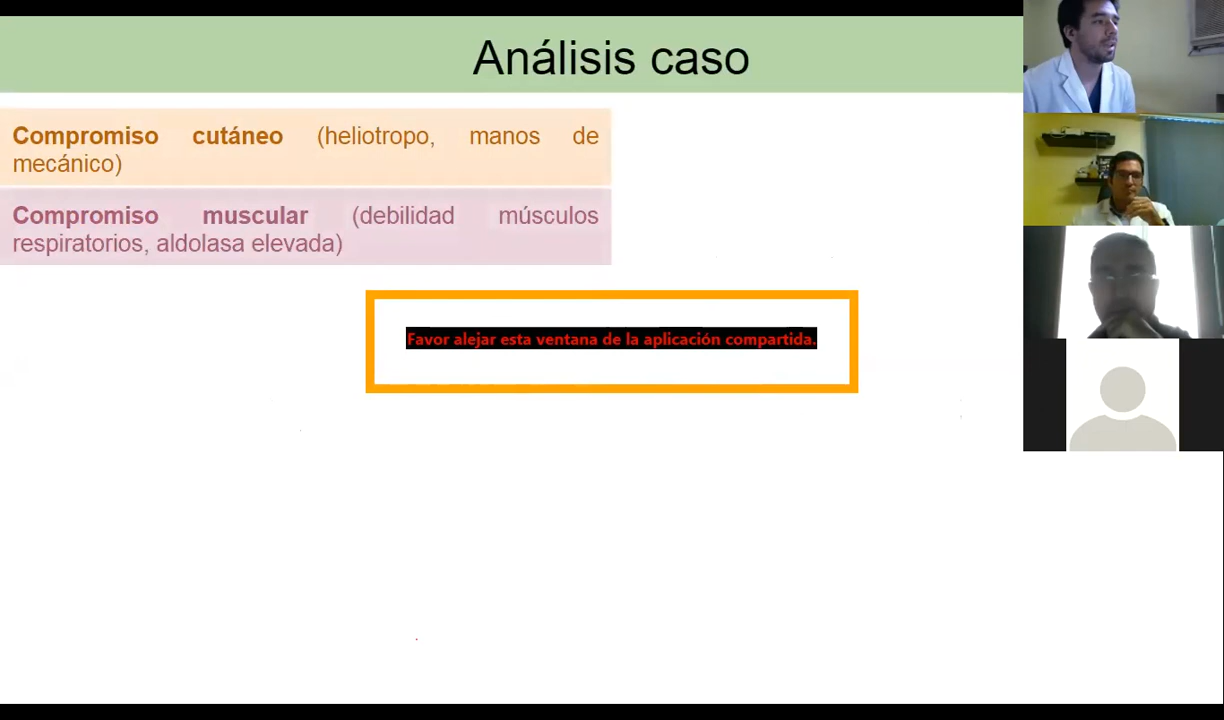 Análisis caso
Compromiso cutáneo (heliotropo, manos de
mecánico)
Compromiso muscular (debilidad músculos
respiratorios, aldolasa elevada)
Favor alejar esta ventana de la aplicación compartida.